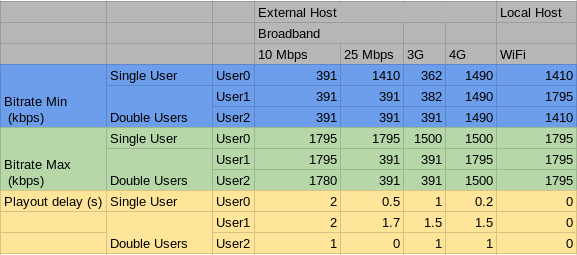 External Host Local Host
Broadband
10 Mbps 25 Mbps 3G 4G WiFi
Single User User0 391 1410 362 1490 1410
User1 391 391 382 1490 1795
Bitrate Min
(kbps) Double Users User2 391 391 391 1490 1410
Single User User0 1795 1795 1500 1500 1795
User1 1795 391 391 1795 1795
Bitrate Max
(kbps) Double Users User2 1780 391 391 1500 1795
Playout delay (s) Single User User0 2 0.5 1 0.2 0
User1 2 1.7 1.5 1.5 0
Double Users User2 1 0 1 1 0